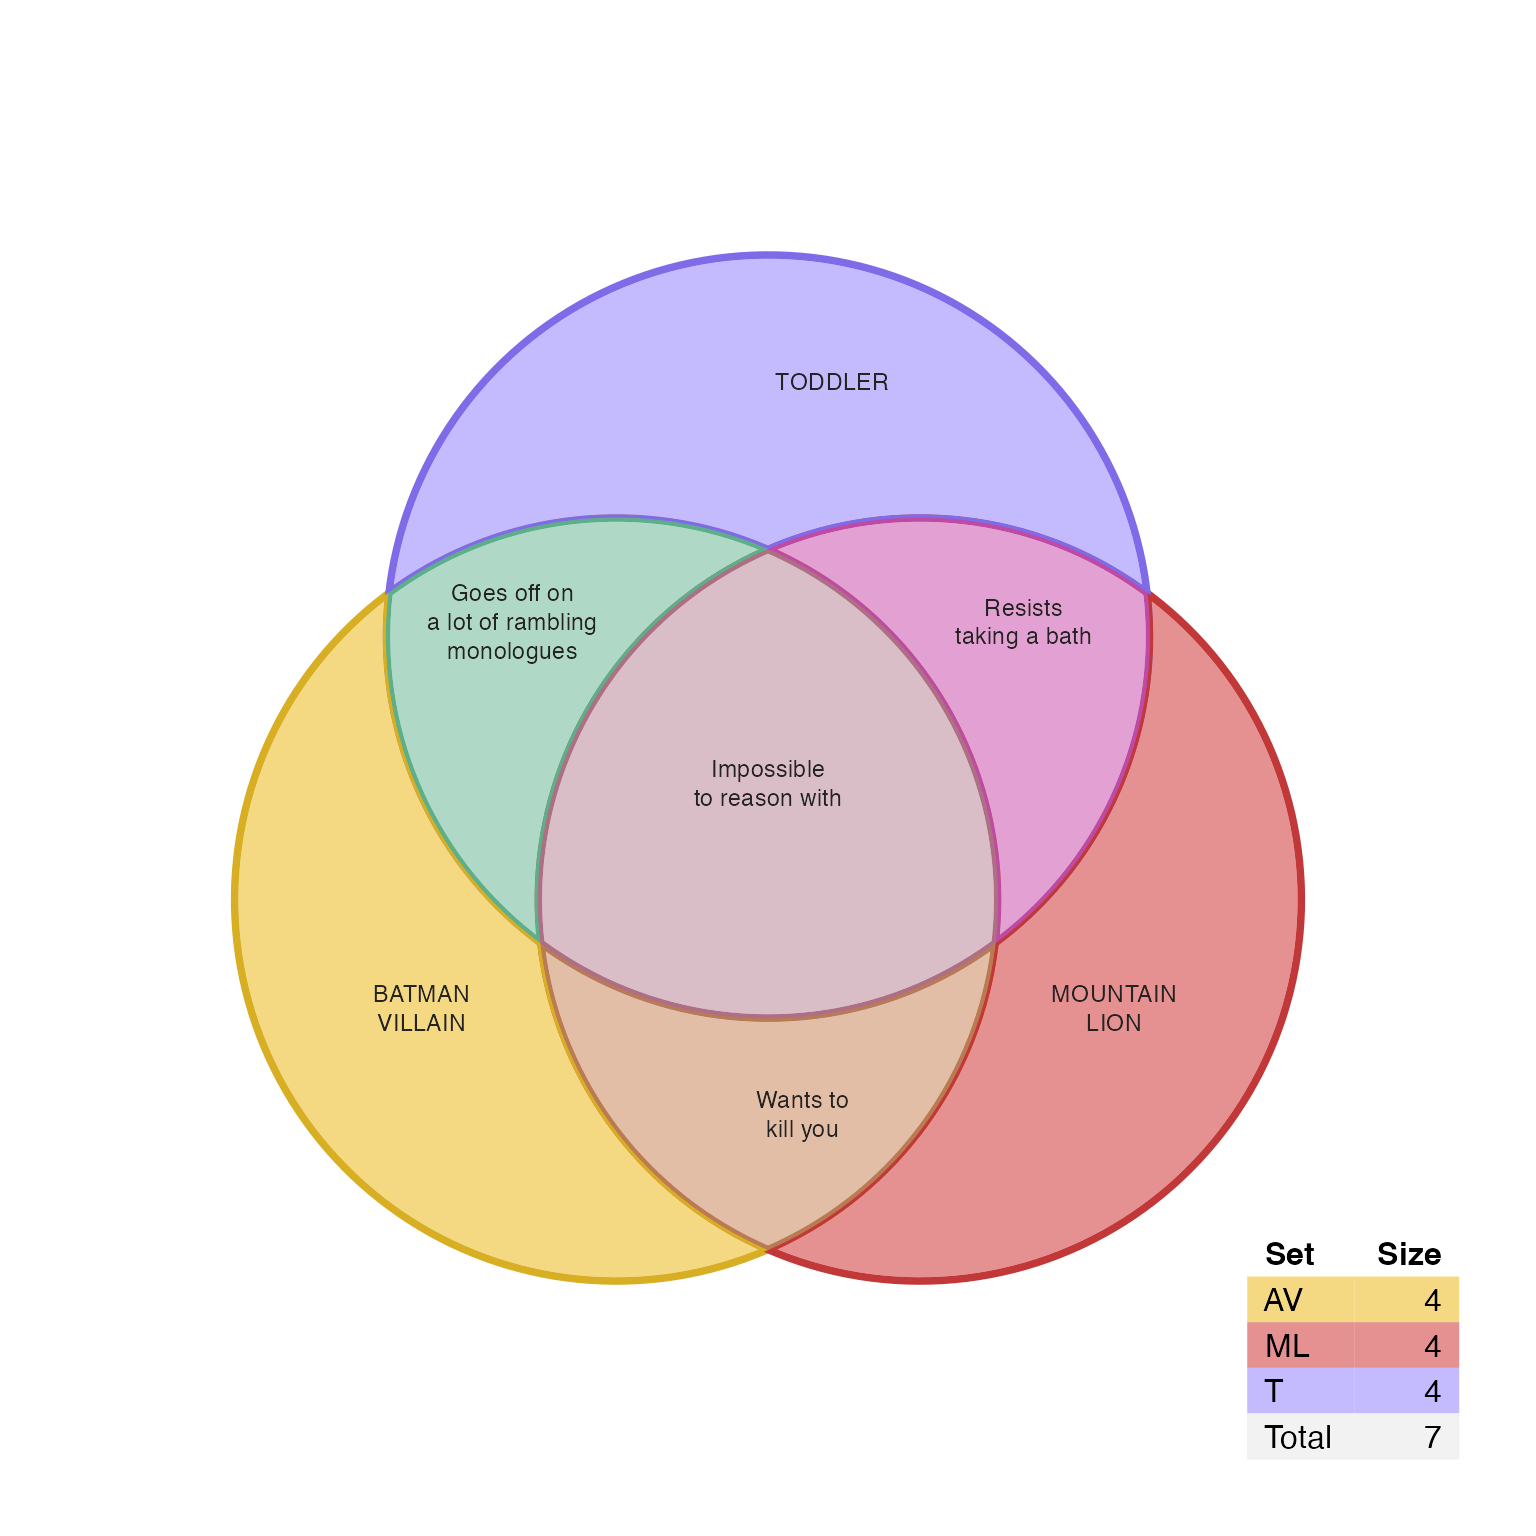 TODDLER
Goes off on
a lot of rambling
monologues
Resists
taking a bath
Impossible
to reason with
BATMAN
VILLAIN
MOUNTAIN
LION
Wants to
kill you
Set Size
AV 4
ML 4
T 4
Total 7